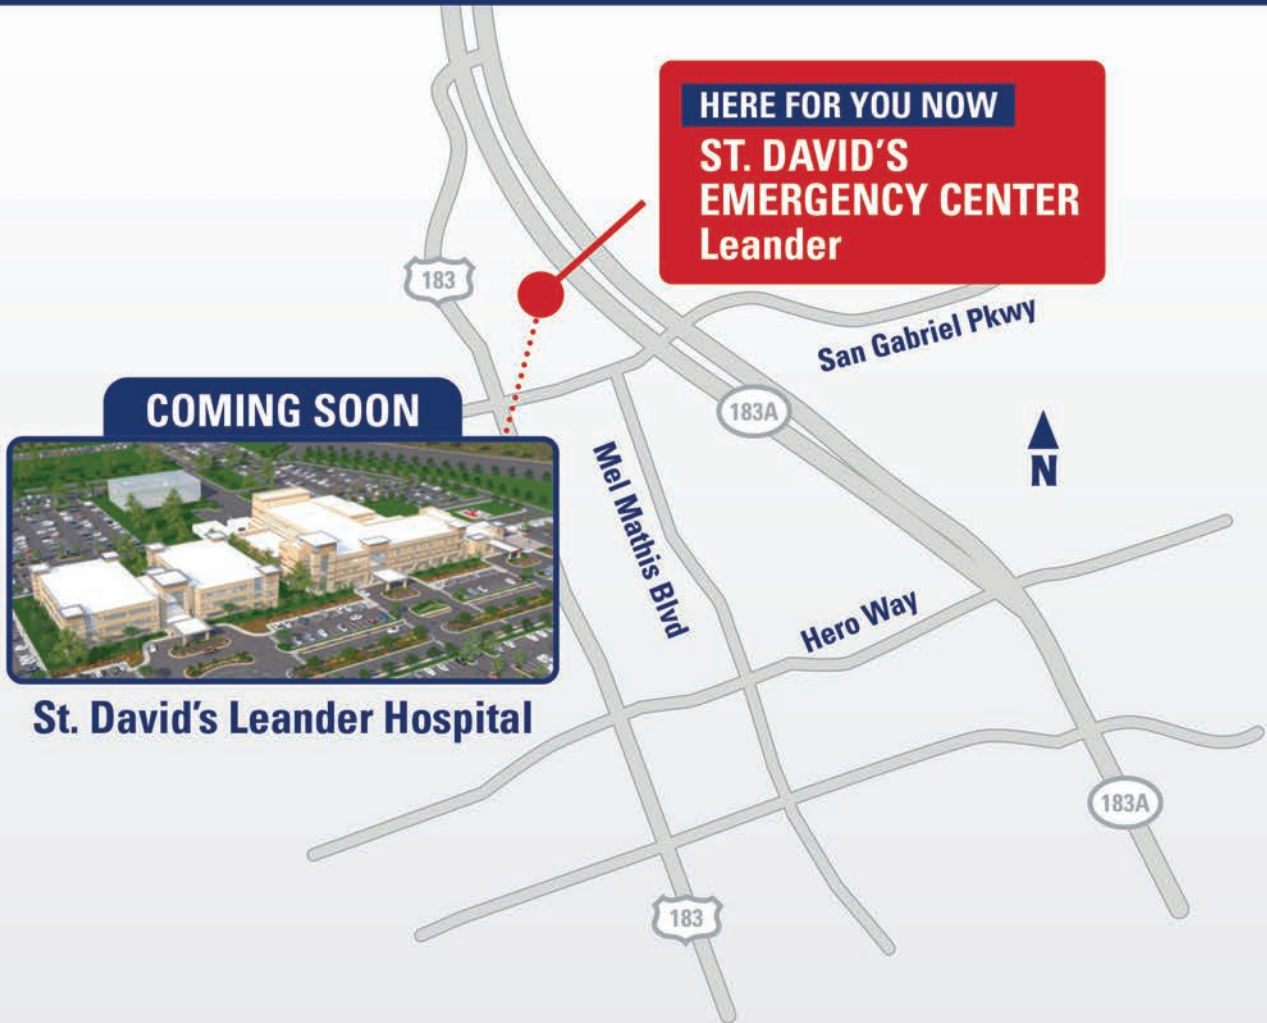 HERE FOR YOU NOW
ST. DAVID'S
EMERGENCY CENTER
Leander
183
San Gabriel Pkwy
183A
COMING SOON
N
Mel Mathis Blvd
Hero Way
St. David's Leander Hospital
183A
183